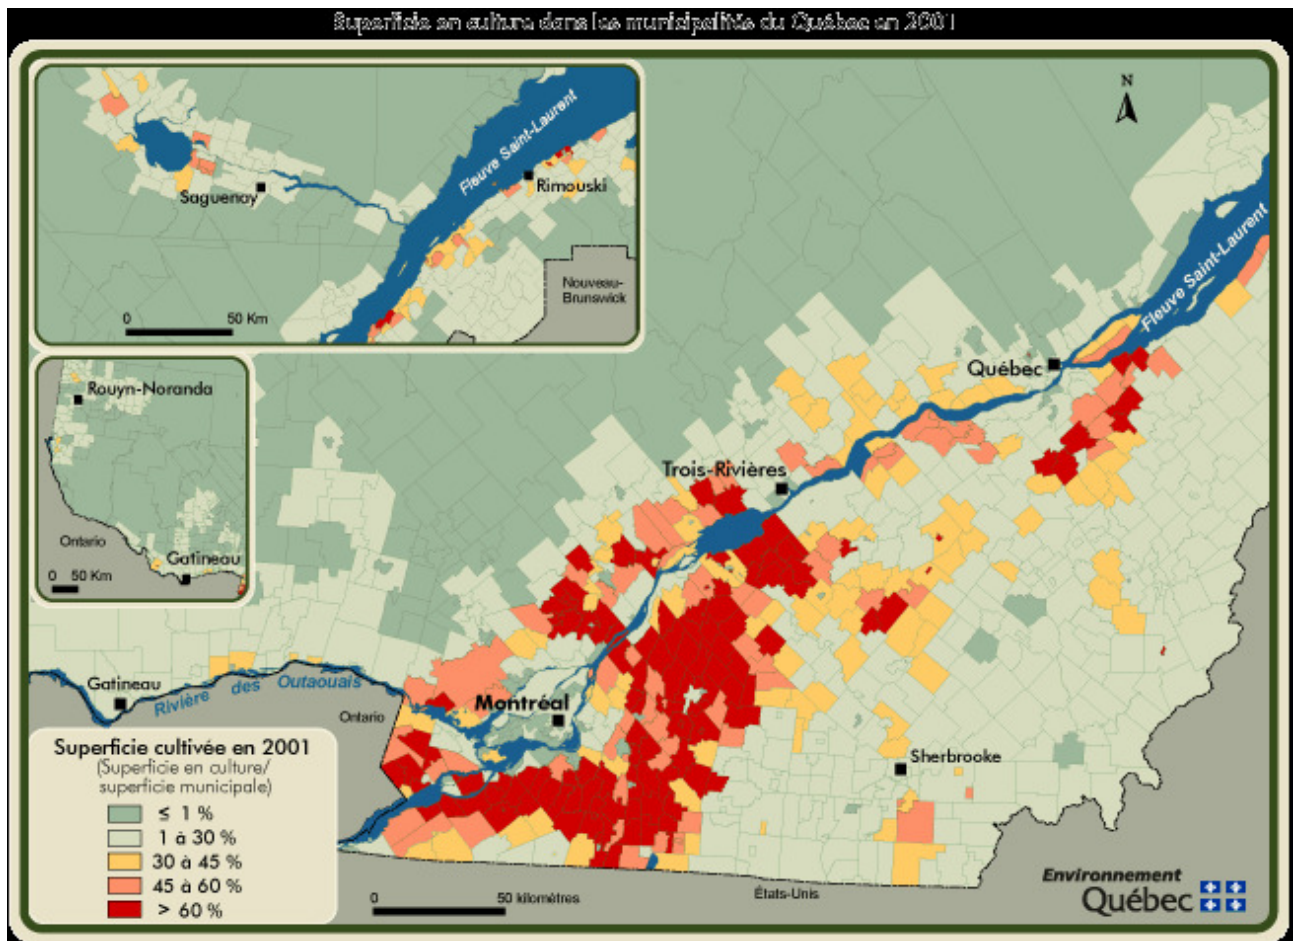 Superficie en culture dans les municipalités du Québec en 2001
N
Fleuve Saint-Laurent
Saguenay
Rimouski
Nouveau-
Brunswick
0 50 Km
Fleuve Saint-Laurent
Québec
Rouyn-Noranda
Ontario
Gatineau
0 50 Km
Trois-Rivières
Gatineau
Rivière des Outaouais
Ontario
Montréal
Sherbrooke
Superficie cultivée en 2001
(Superficie en culture/
superficie municipale)
≤ 1 %
1 à 30 %
30 à 45 %
45 à 60 %
> 60 %
0 50 kilomètres
États-Unis
Environnement
Québec